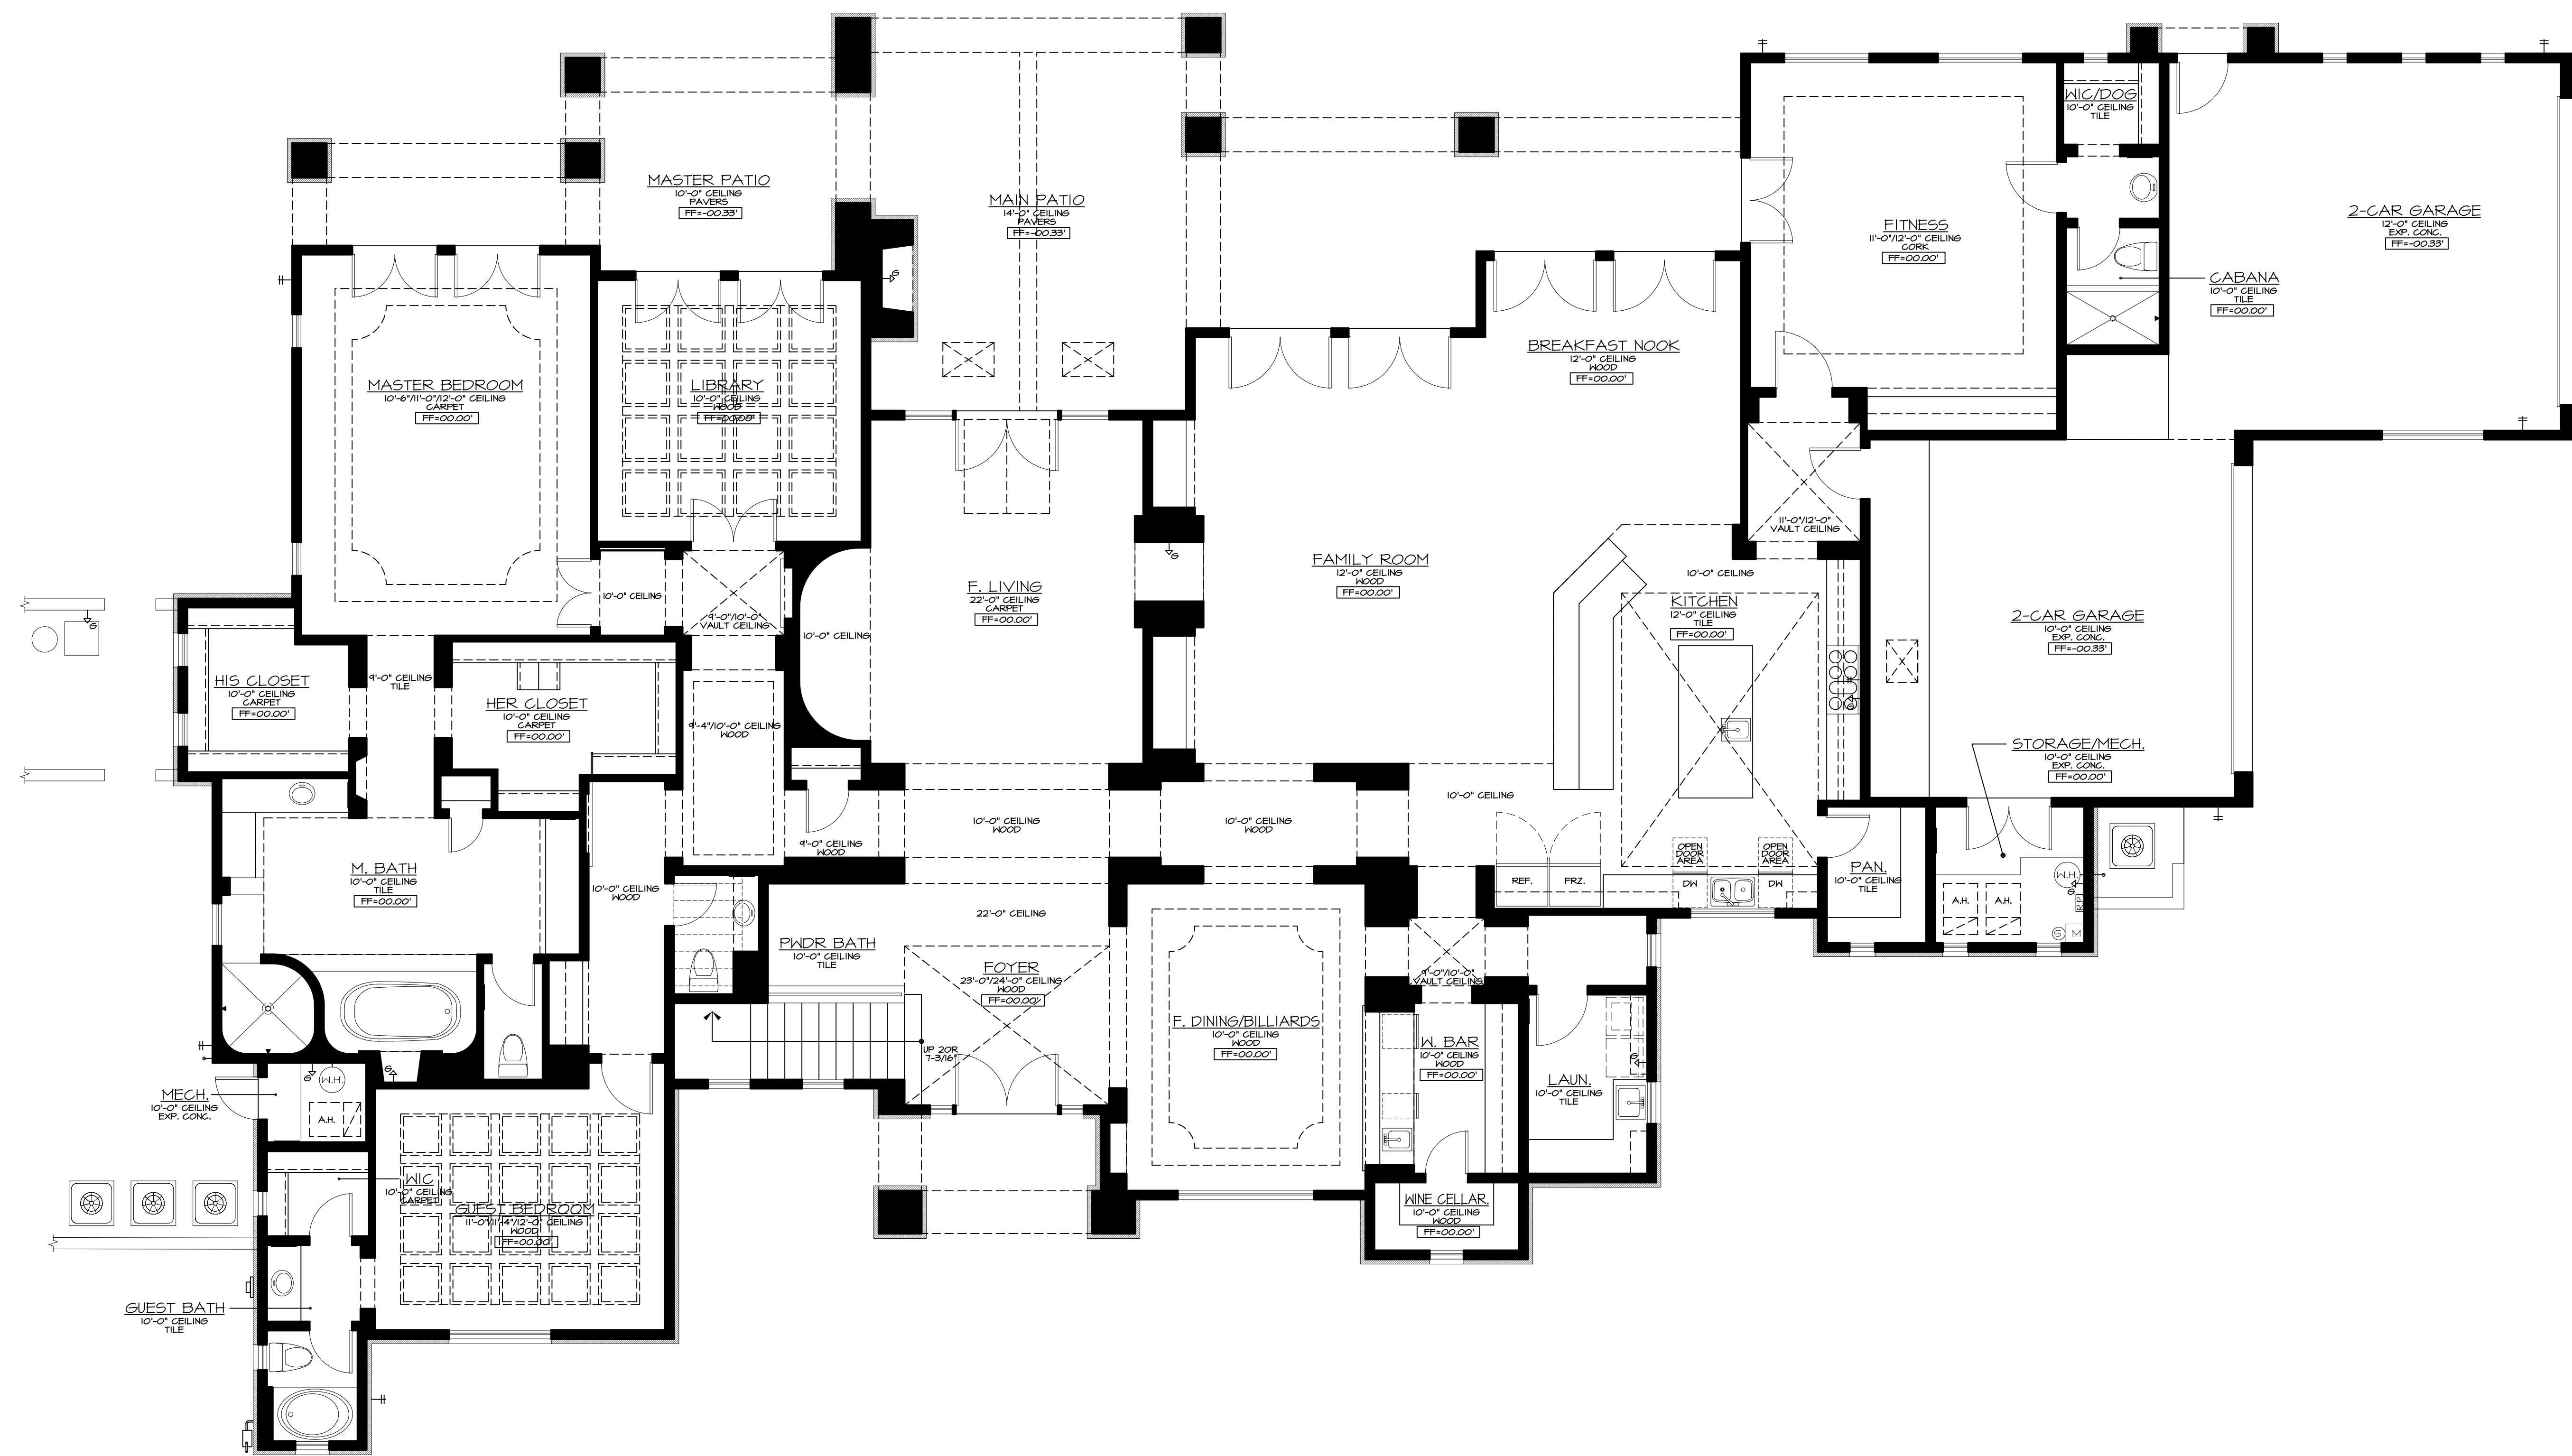 WIC/DOG
10'-0" CEILING
TILE
MASTER PATIO
10'-0" CEILING
PAVERS
FF=-00.33'
MAIN PATIO
14'-0" CEILING
PAVERS
FF=-00.33'
FITNESS
11'-0"/12'-0" CEILING
CORK
FF=00.00'
2-CAR GARAGE
12'-0" CEILING
EXP. CONC.
FF=-00.33'
G
CABANA
10'-0" CEILING
TILE
FF=00.00'
BREAKFAST NOOK
12'-0" CEILING
WOOD
FF=00.00'
MASTER BEDROOM
10'-6"/11'-0"/12'-0" CEILING
CARPET
FF=00.00'
LIBRARY
10'-0" CEILING
WOOD
FF=00.00'
11'-0"/12'-0"
VAULT CEILING
G
FAMILY ROOM
12'-0" CEILING
WOOD
FF=00.00'
10'-0" CEILING
F. LIVING
22'-0" CEILING
CARPET
FF=00.00'
10'-0" CEILING
9'-0"/10'-0"
VAULT CEILING
10'-0" CEILING
KITCHEN
12'-0" CEILING
TILE
FF=00.00'
2-CAR GARAGE
10'-0" CEILING
EXP. CONC.
FF=-00.33'
G
HIS CLOSET
10'-0" CEILING
CARPET
FF=00.00'
9'-0" CEILING
TILE
HER CLOSET
10'-0" CEILING
CARPET
FF=00.00'
9'-4"/10'-0" CEILING
WOOD
G
STORAGE/MECH.
10'-0" CEILING
EXP. CONC.
FF=00.00'
10'-0" CEILING
10'-0" CEILING
WOOD
10'-0" CEILING
WOOD
9'-0" CEILING
WOOD
OPEN
DOOR
AREA
OPEN
DOOR
AREA
M. BATH
10'-0" CEILING
TILE
FF=00.00'
10'-0" CEILING
WOOD
REF.
FRZ.
DW
DW
PAN.
10'-0" CEILING
TILE
W.H.
G
A.H.
A.H.
R.P.
S
M
22'-0" CEILING
PWDR BATH
10'-0" CEILING
TILE
FOYER
23'-0"/24'-0" CEILING
WOOD
FF=00.00'
9'-0"/10'-0"
VAULT CEILING
F. DINING/BILLIARDS
10'-0" CEILING
WOOD
FF=00.00'
UP 20R
7-3/16"
W. BAR
10'-0" CEILING
WOOD
FF=00.00'
G
LAUN.
10'-0" CEILING
TILE
G
W.H.
G
MECH.
10'-0" CEILING
EXP. CONC.
A.H.
WIC
10'-0" CEILING
CARPET
GUEST BEDROOM
11'-0"/11'-4"/12'-0" CEILING
WOOD
FF=00.00'
WINE CELLAR.
10'-0" CEILING
WOOD
FF=00.00'
GUEST BATH
10'-0" CEILING
TILE